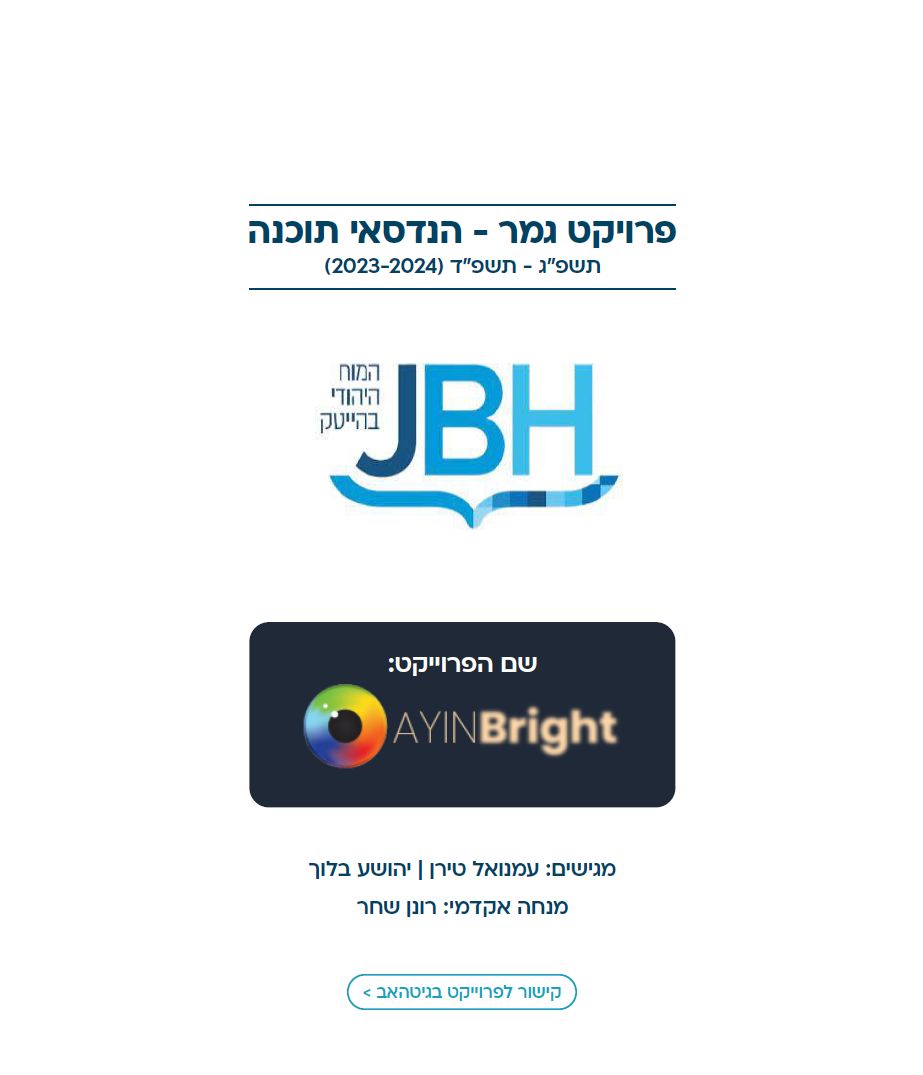 פרויקט גמר - הנדסאי תוכנה
תשפ"ג - תשפ"ד (2023-2024)
המוח
היהודי
בהייטק
JBH
שם הפרוייקט:
AYINBright
מגישים: עמנואל טירן | יהושע בלוך
מנחה אקדמי: רונן שחר
קישור לפרוייקט בגיטהאב >